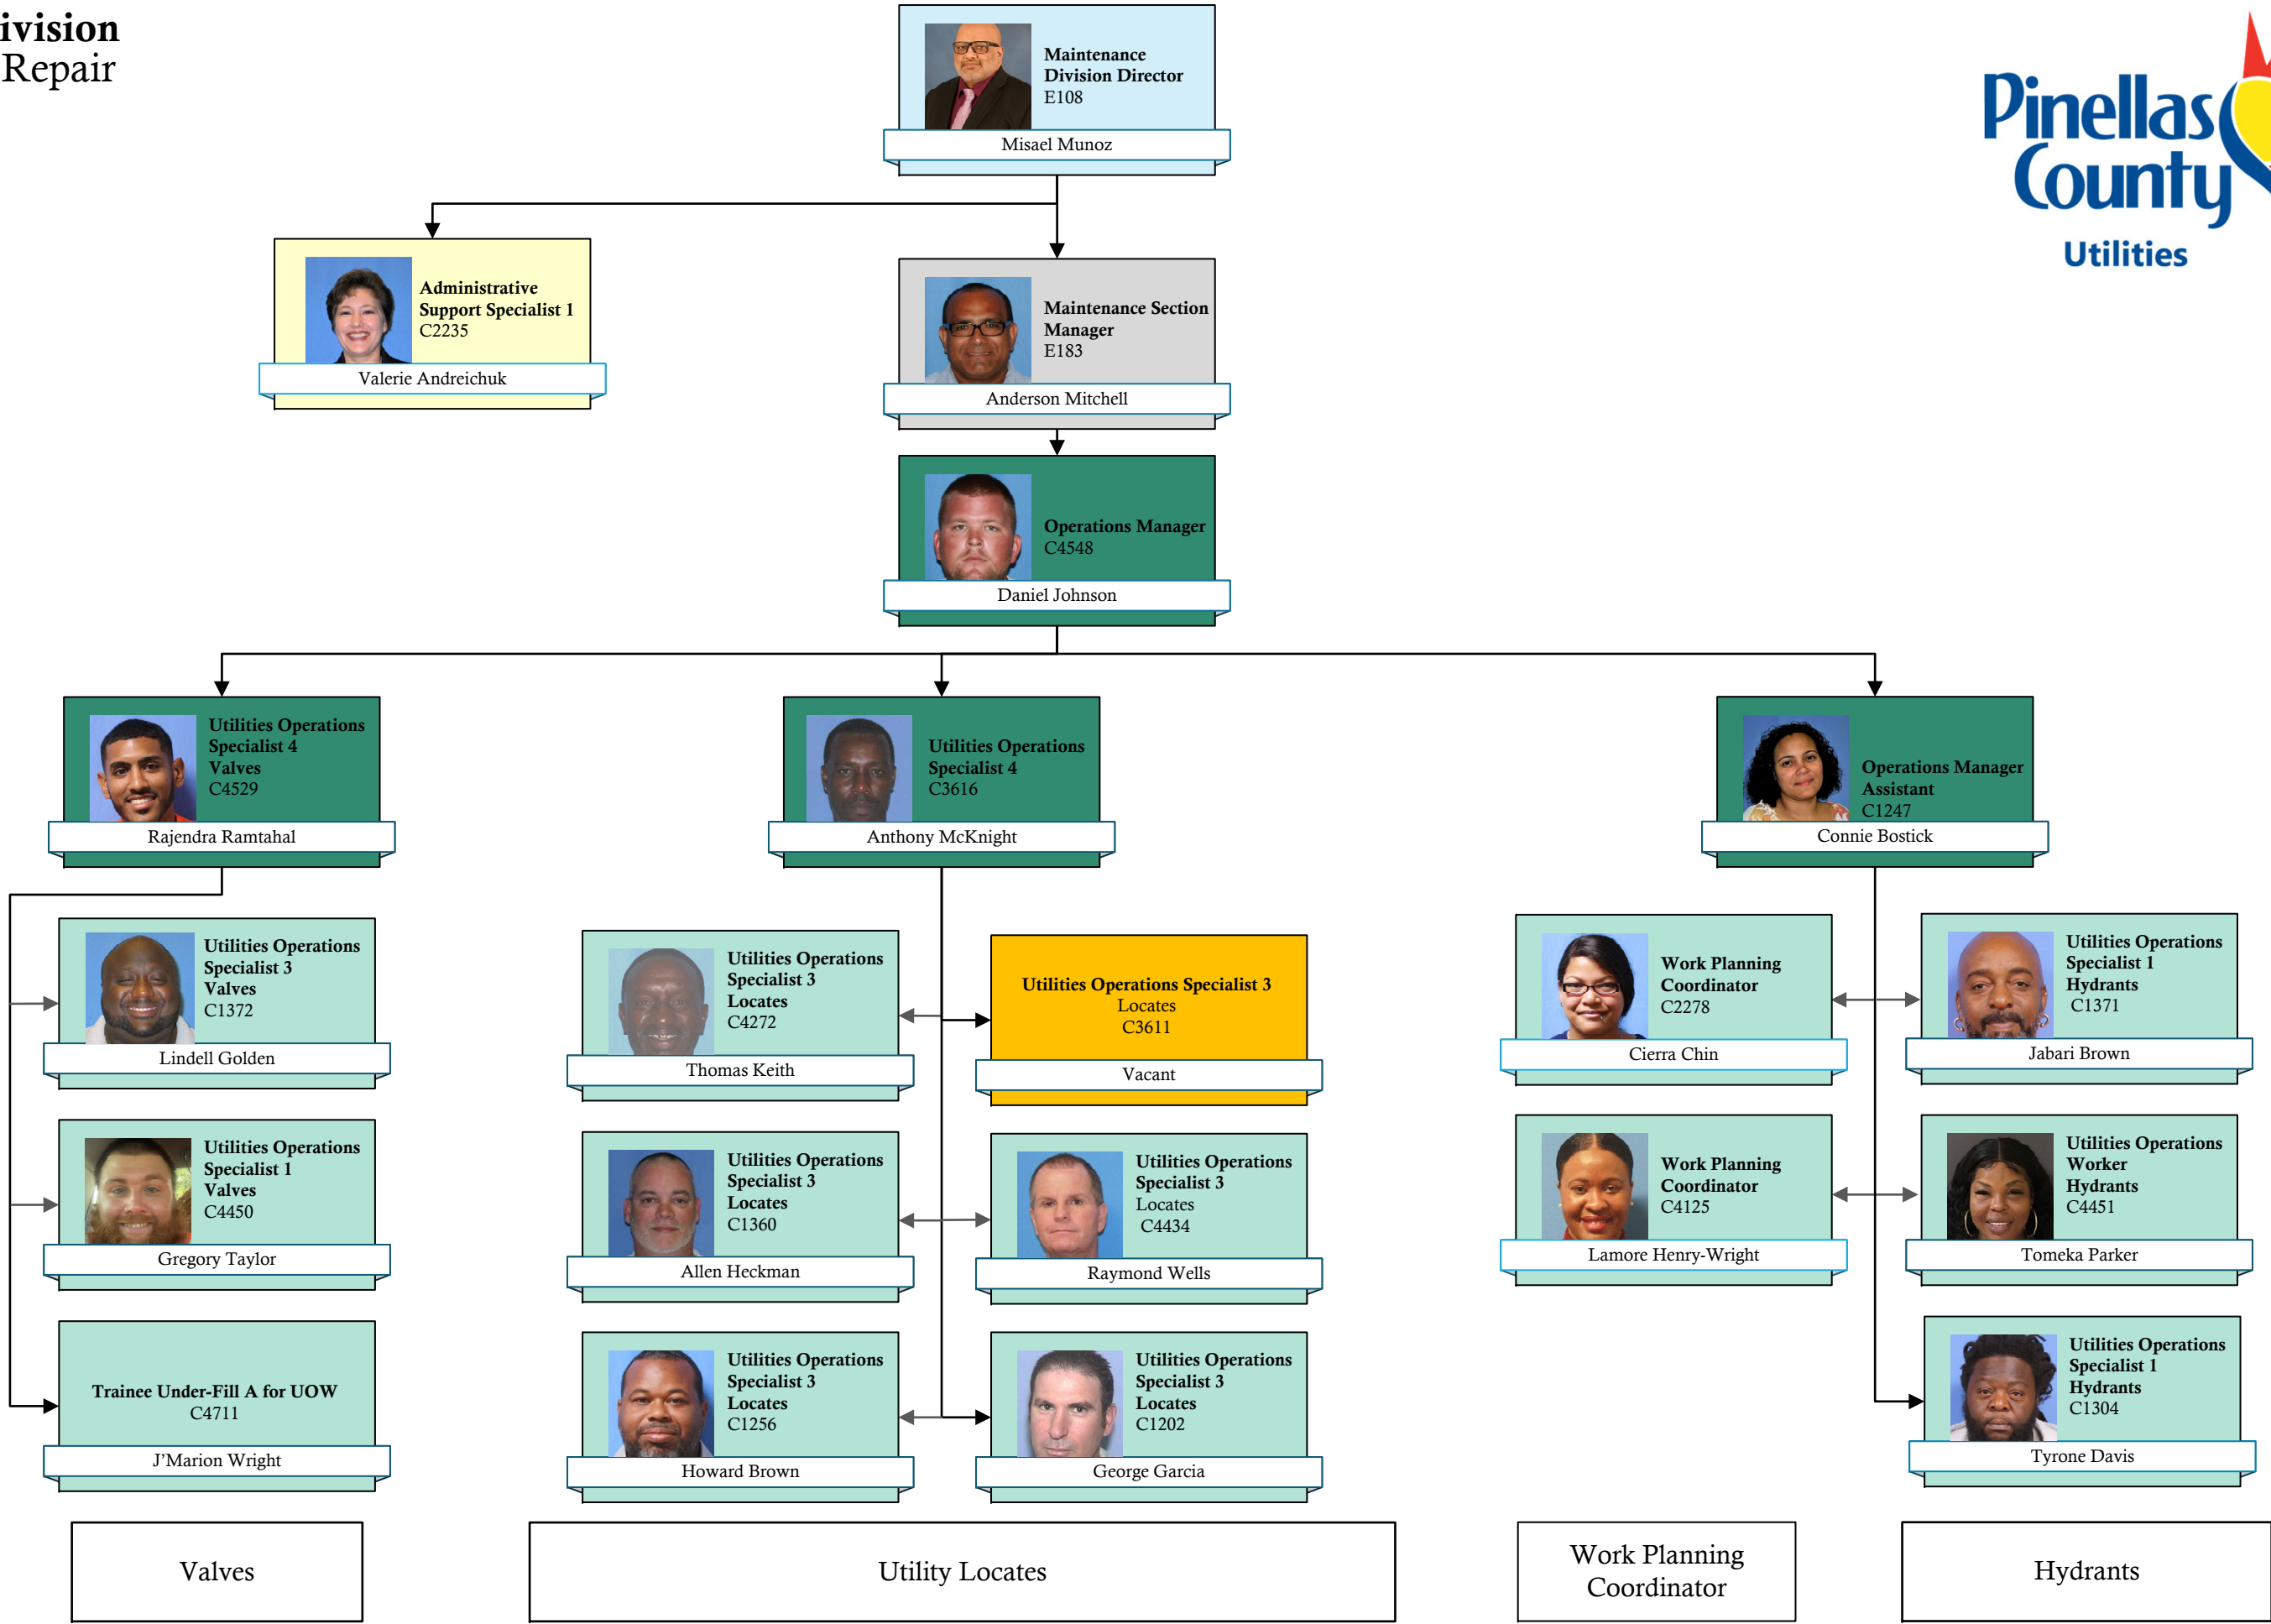 ivision
Repair
Pinellas
County
Utilities
Maintenance
Division Director
E108
Misael Munoz
Administrative
Support Specialist 1
C2235
Valerie Andreichuk
Maintenance Section
Manager
E183
Anderson Mitchell
Operations Manager
C4548
Daniel Johnson
Utilities Operations
Specialist 4
Valves
C4529
Rajendra Ramtahal
Utilities Operations
Specialist 4
C3616
Anthony McKnight
Operations Manager
Assistant
C1247
Connie Bostick
Utilities Operations
Specialist 3
Valves
C1372
Lindell Golden
Utilities Operations
Specialist 1
Valves
C4450
Gregory Taylor
Trainee Under-Fill A for UOW
C4711
J'Marion Wright
Utilities Operations
Specialist 3
Locates
C4272
Thomas Keith
Utilities Operations Specialist 3
Locates
C3611
Vacant
Utilities Operations
Specialist 3
Locates
C1360
Allen Heckman
Utilities Operations
Specialist 3
Locates
C4434
Raymond Wells
Utilities Operations
Specialist 3
Locates
C1256
Howard Brown
Utilities Operations
Specialist 3
Locates
C1202
George Garcia
Work Planning
Coordinator
C2278
Cierra Chin
Utilities Operations
Specialist 1
Hydrants
C1371
Jabari Brown
Work Planning
Coordinator
C4125
Lamore Henry-Wright
Utilities Operations
Worker
Hydrants
C4451
Tomeka Parker
Utilities Operations
Specialist 1
Hydrants
C1304
Tyrone Davis
Valves
Utility Locates
Work Planning
Coordinator
Hydrants